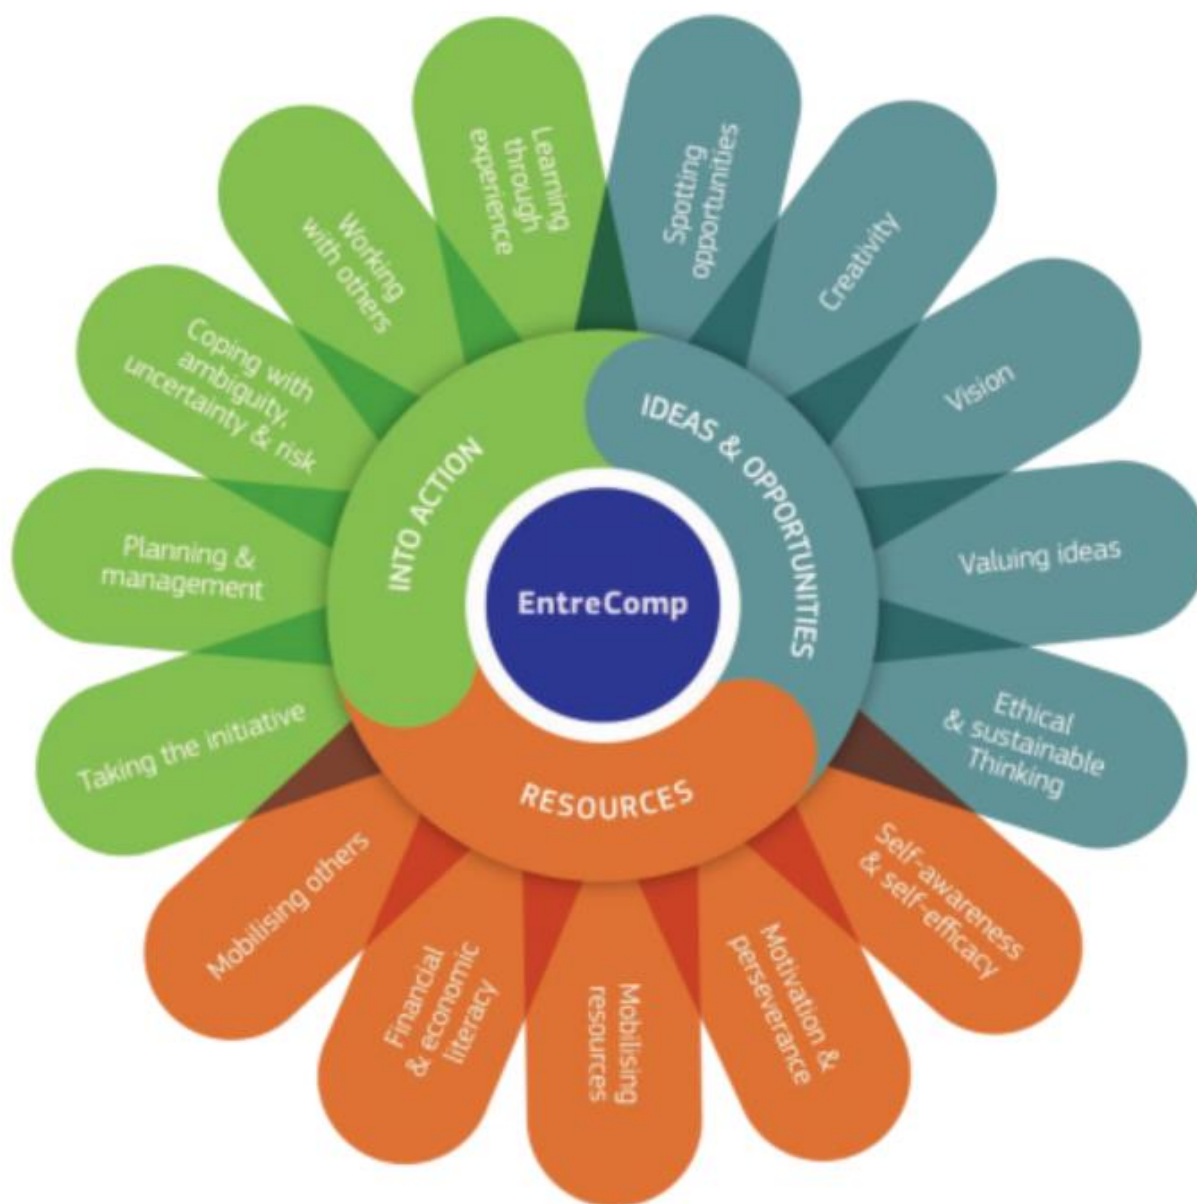 EntreComp
IDEAS & OPPORTUNITIES
Spotting
opportunities
Creativity
Vision
Valuing ideas
Ethical
& sustainable
Thinking
RESOURCES
Self-awareness
& self-efficacy
Motivation &
perseverance
Mobilising
resources
Financial
& economic
literacy
Mobilising others
INTO ACTION
Taking the initiative
Planning &
management
Coping with
ambiguity,
uncertainty & risk
Working
with others
Learning
through
experience